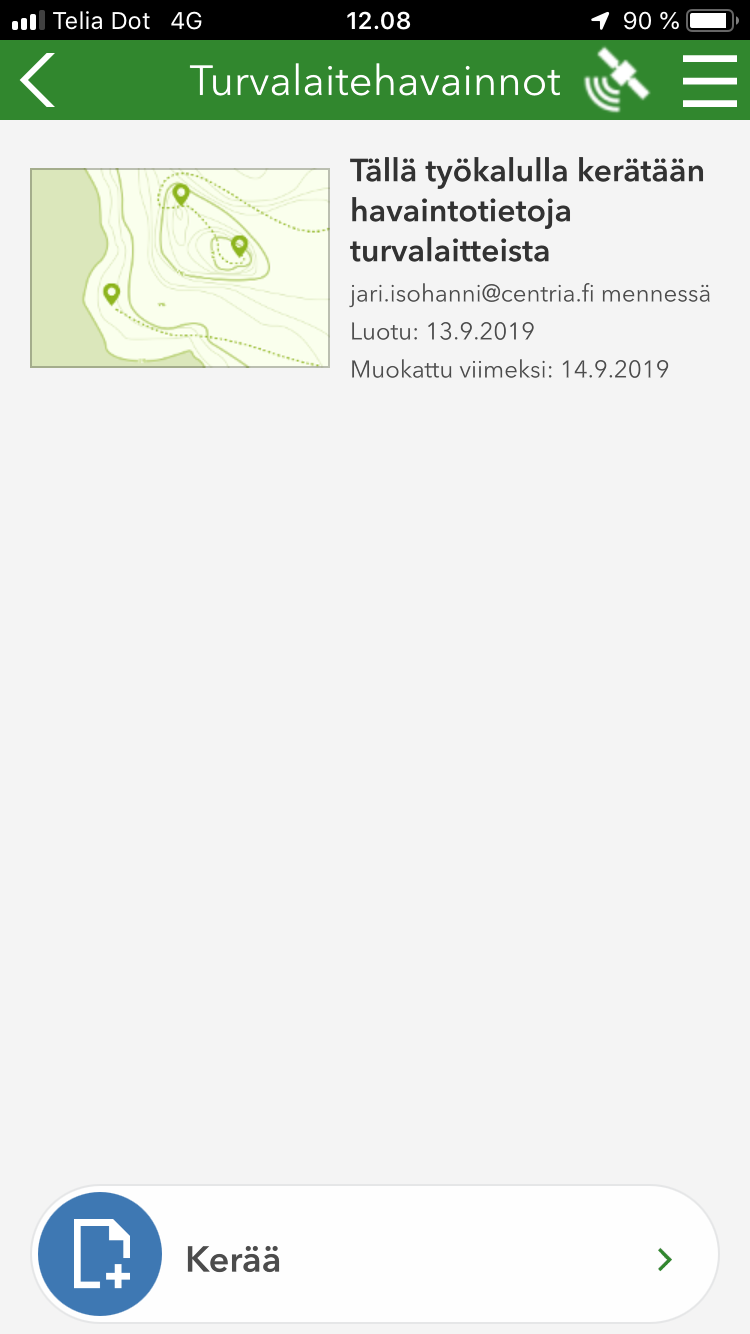 Telia Dot 4G 12.08 90 %
Turvalaitehavainnot
Tällä työkalulla kerätään
havaintotietoja
turvalaitteista
jari.isohanni@centria.fi mennessä
Luotu: 13.9.2019
Muokattu viimeksi: 14.9.2019
Kerää